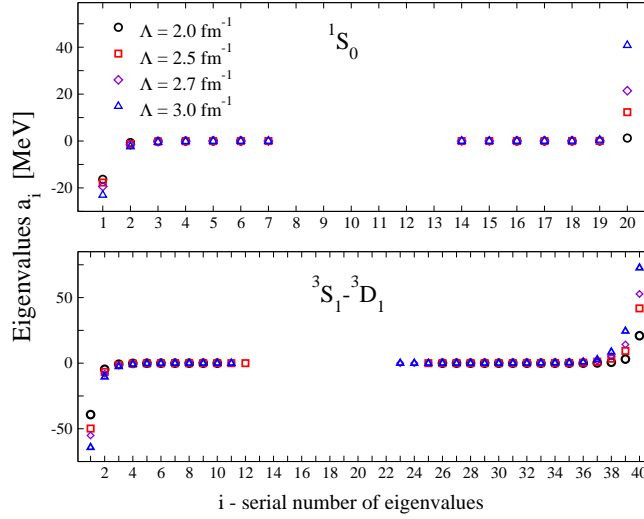 Eigenvalues a_i [MeV]
40
20
0
-20
Λ = 2.0 fm⁻¹
Λ = 2.5 fm⁻¹
Λ = 2.7 fm⁻¹
Λ = 3.0 fm⁻¹
¹S₀
1 2 3 4 5 6 7 8 9 10 11 12 13 14 15 16 17 18 19 20
50
0
-50
³S₁-³D₁
2 4 6 8 10 12 14 16 18 20 22 24 26 28 30 32 34 36 38 40
i - serial number of eigenvalues